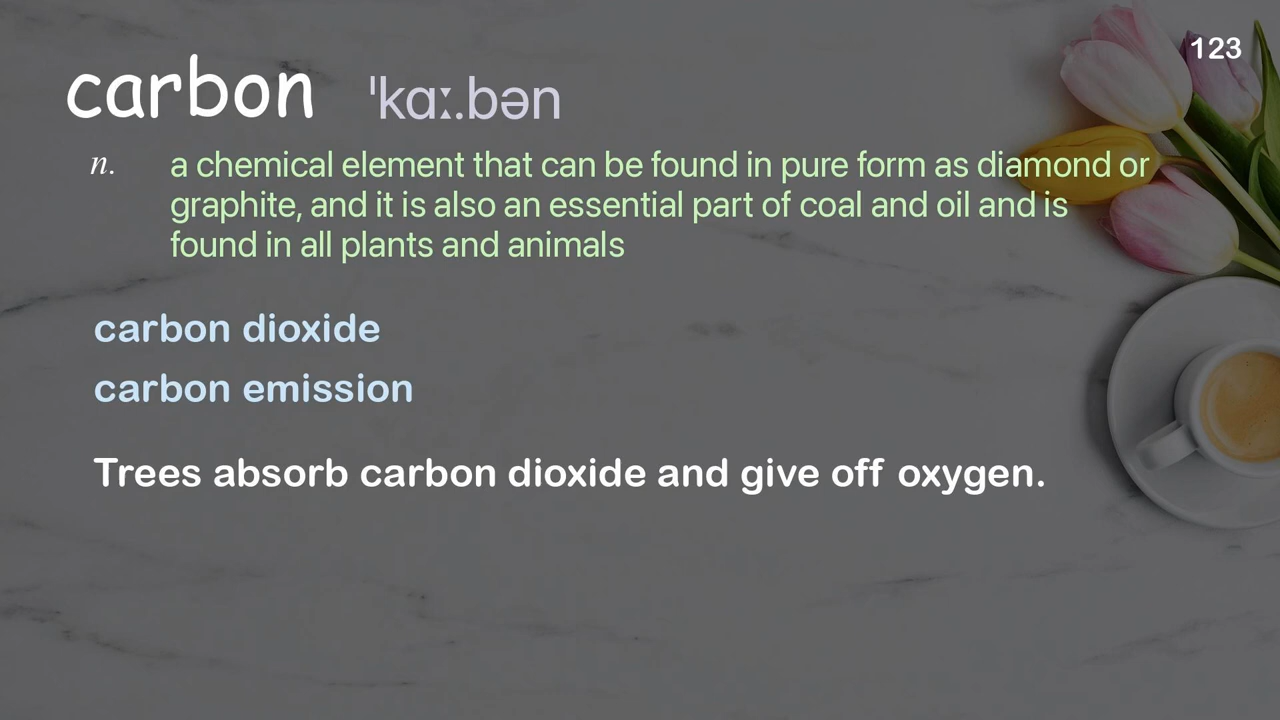 123
carbon ˈkɑː.bən
n. a chemical element that can be found in pure form as diamond or
graphite, and it is also an essential part of coal and oil and is
found in all plants and animals
carbon dioxide
carbon emission
Trees absorb carbon dioxide and give off oxygen.